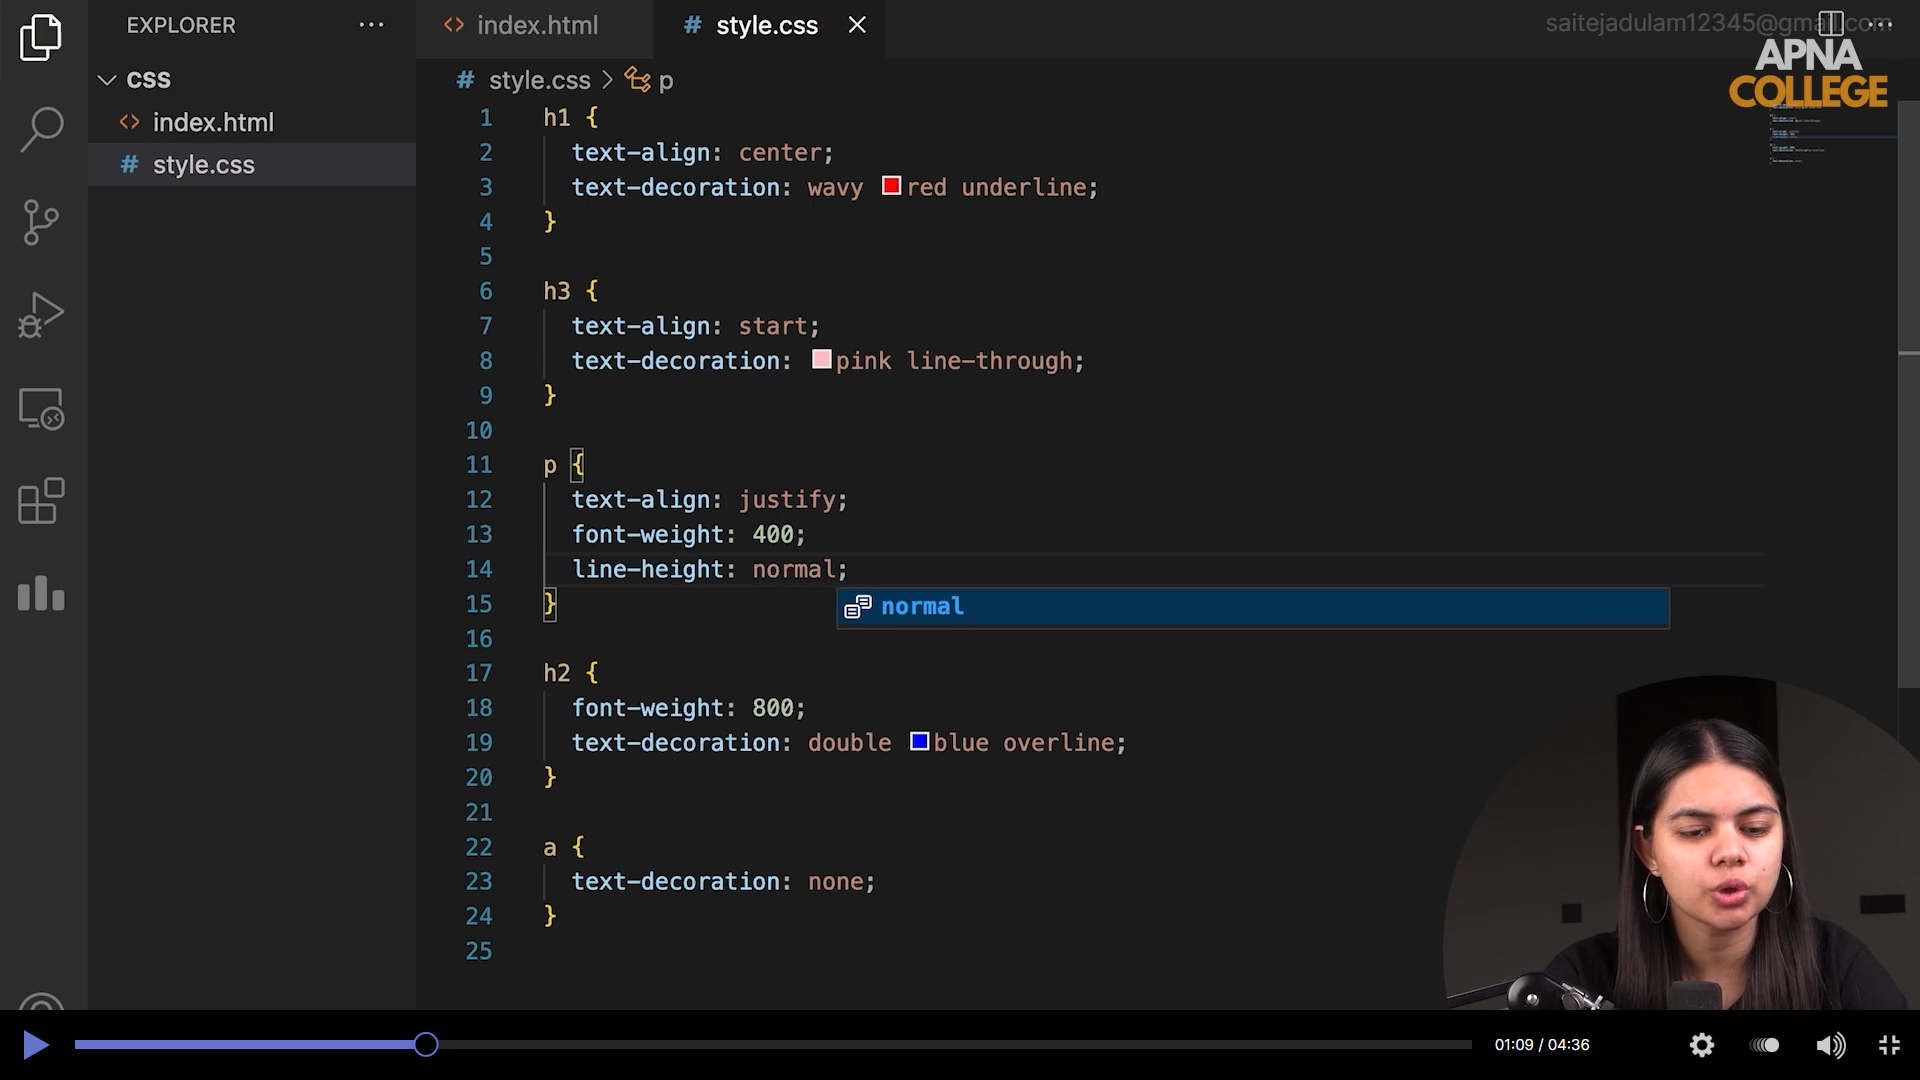 EXPLORER ···
index.html
style.css
saitejadulam12345@gmail.com
APNA
COLLEGE
CSS
index.html
style.css
# style.css > p
1 h1 {
2 text-align: center;
3 text-decoration: wavy red underline;
4 }
5
6 h3 {
7 text-align: start;
8 text-decoration: pink line-through;
9 }
10
11 p {
12 text-align: justify;
13 font-weight: 400;
14 line-height: normal;
15 }
normal
16
17 h2 {
18 font-weight: 800;
19 text-decoration: double blue overline;
20 }
21
22 a {
23 text-decoration: none;
24 }
25
01:09 / 04:36